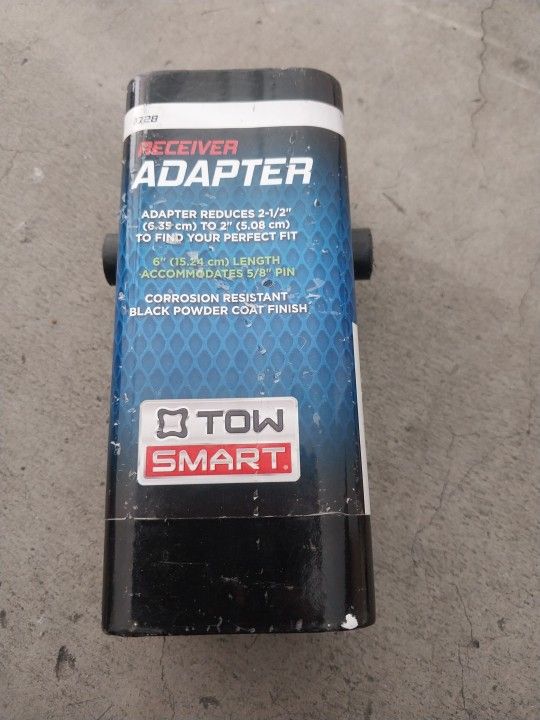 RECEIVER
ADAPTER
ADAPTER REDUCES 2-1/2"
(6.35 cm) TO 2" (5.08 cm)
TO FIND YOUR PERFECT FIT
6" (15.24 cm) LENGTH
ACCOMMODATES 5/8" PIN
CORROSION RESISTANT
BLACK POWDER COAT FINISH
TOW
SMART®